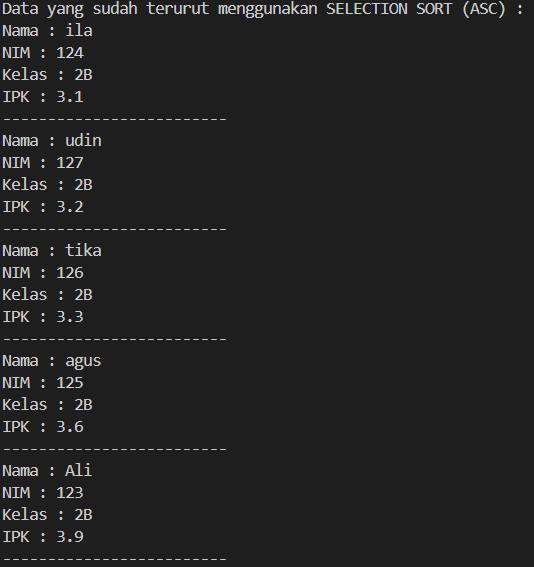 Data yang sudah terurut menggunakan SELECTION SORT (ASC) :
Nama : ila
NIM : 124
Kelas : 2B
IPK : 3.1
-------------------------
Nama : udin
NIM : 127
Kelas : 2B
IPK : 3.2
-------------------------
Nama : tika
NIM : 126
Kelas : 2B
IPK : 3.3
-------------------------
Nama : agus
NIM : 125
Kelas : 2B
IPK : 3.6
-------------------------
Nama : Ali
NIM : 123
Kelas : 2B
IPK : 3.9
-------------------------